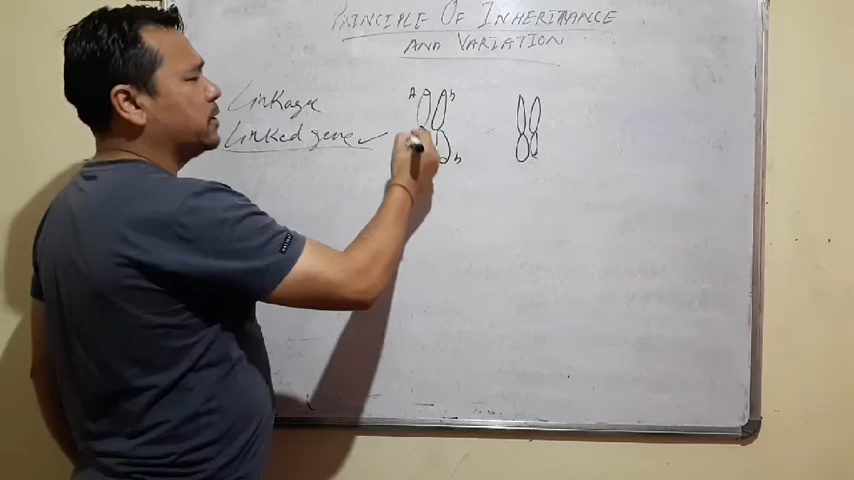 PRINCIPLE OF INHERITANCE
AND VARIATION
Linkage
Linked gene ✓
A b
b